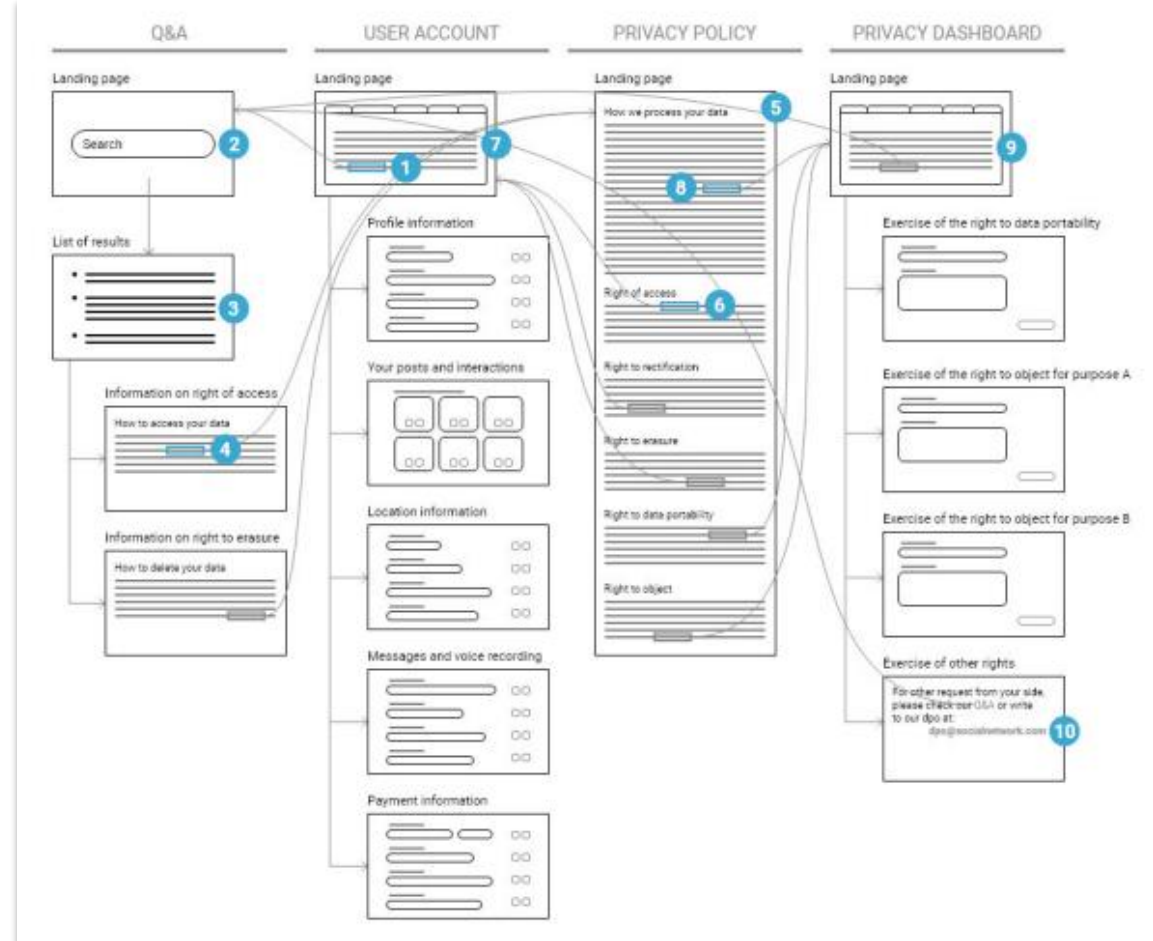 Q&A
Landing page
Search
2
List of results
3
Information on right of access
How to access your data
4
Information on right to erasure
How to delete your data
USER ACCOUNT
Landing page
1
7
Profile information
Your posts and interactions
Location information
Messages and voice recording
Payment information
PRIVACY POLICY
Landing page
How we process your data
5
8
Right of access
6
Right to rectification
Right to erasure
Right to data portability
Right to object
PRIVACY DASHBOARD
Landing page
9
Exercise of the right to data portability
Exercise of the right to object for purpose A
Exercise of the right to object for purpose B
Exercise of other rights
For other request from your side,
please check our Q&A or write
to our dpo at:
dpo@socialnetwork.com
10